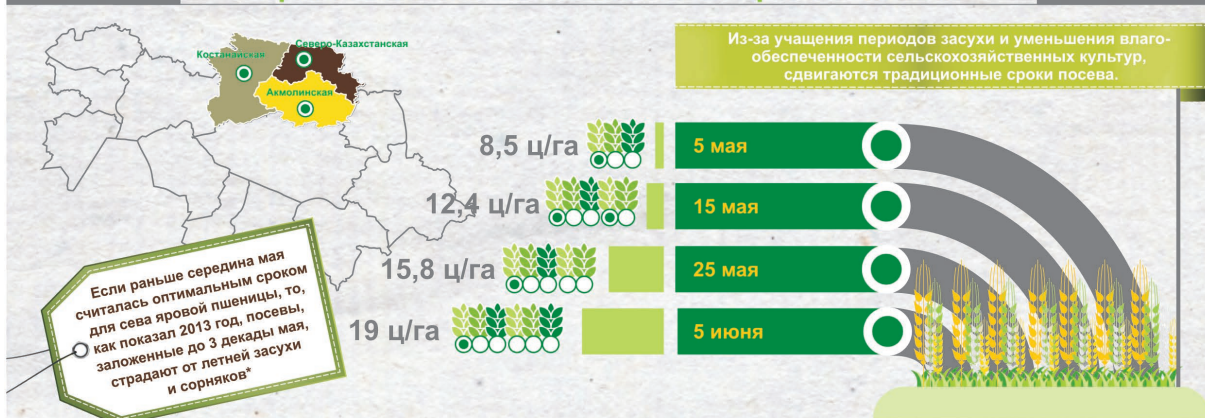 Северо-Казахстанская
Костанайская
Акмолинская
Из-за учащения периодов засухи и уменьшения влаго-
обеспеченности сельскохозяйственных культур,
сдвигаются традиционные сроки посева.
8,5 ц/га
5 мая
12,4 ц/га
15 мая
15,8 ц/га
25 мая
19 ц/га
5 июня
Если раньше середина мая
считалась оптимальным сроком
для сева яровой пшеницы, то,
как показал 2013 год, посевы,
заложенные до 3 декады мая,
страдают от летней засухи
и сорняков*